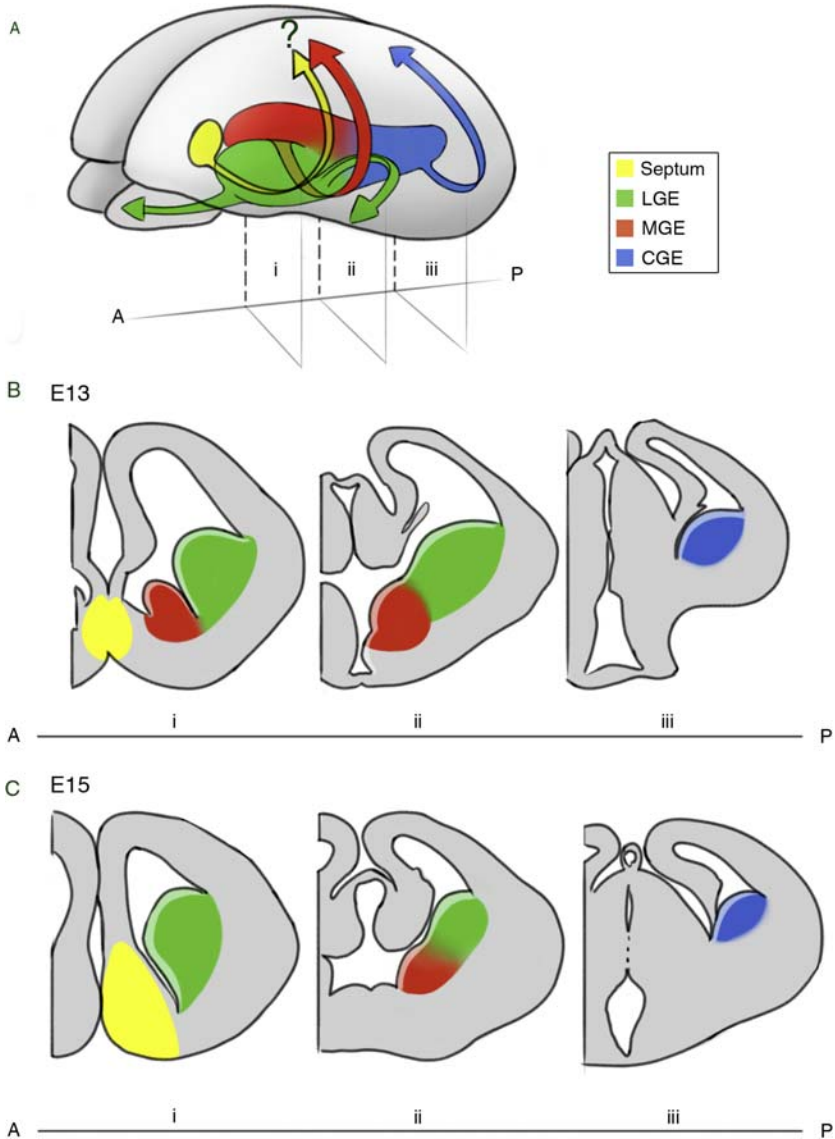 A
?
Septum
LGE
MGE
CGE
i ii iii
A P
B E13
i ii iii
A P
C E15
i ii iii
A P